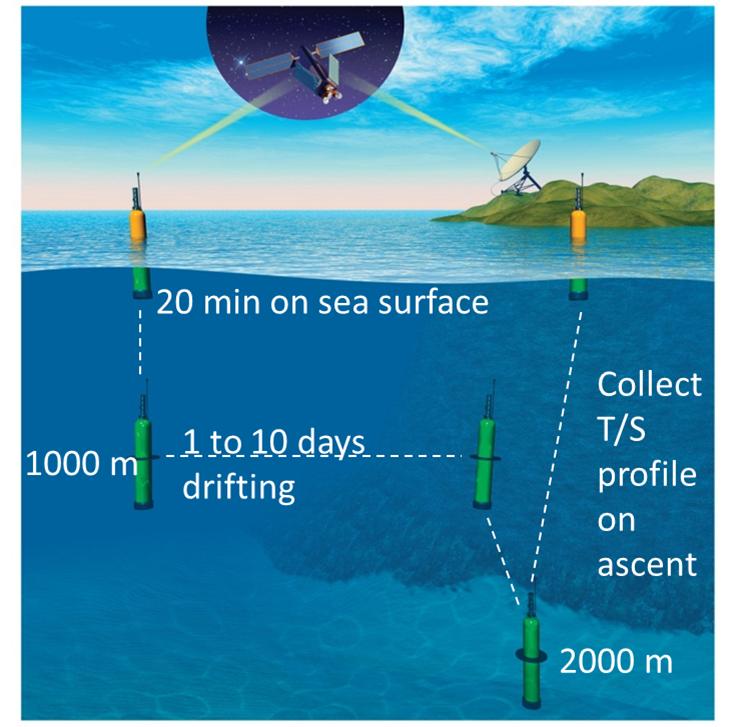 20 min on sea surface
1000 m
1 to 10 days
drifting
Collect
T/S
profile
on
ascent
2000 m